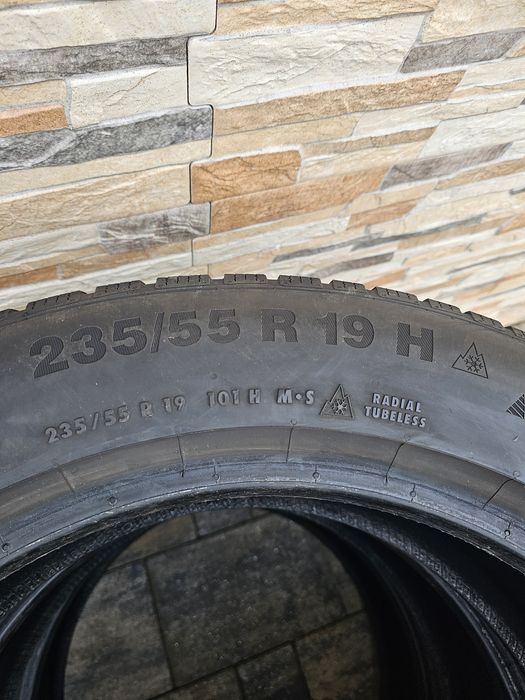 235/55 R 19 H
235/55 R 19 101 H M•S RADIAL
TUBELESS